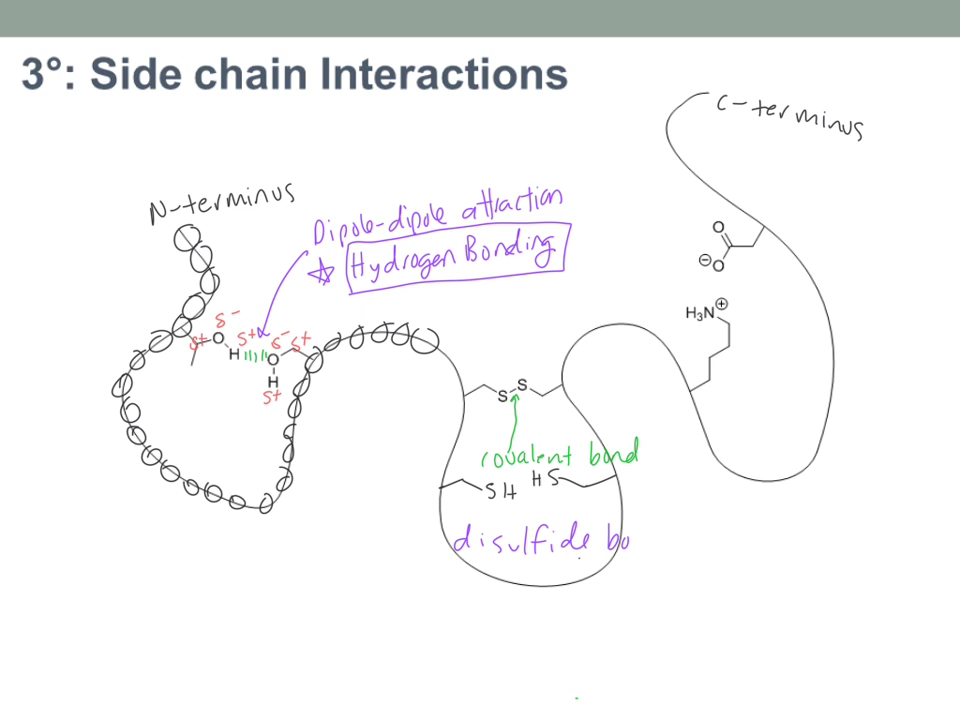 3°: Side chain Interactions
C-terminus
N-terminus
Dipole-dipole attraction
Hydrogen Bonding
O
⊖O
H₃N⊕
δ-
δ+ O δ+ δ- δ+
H O
H
δ+
S
S
covalent bond
SH HS
disulfide bo